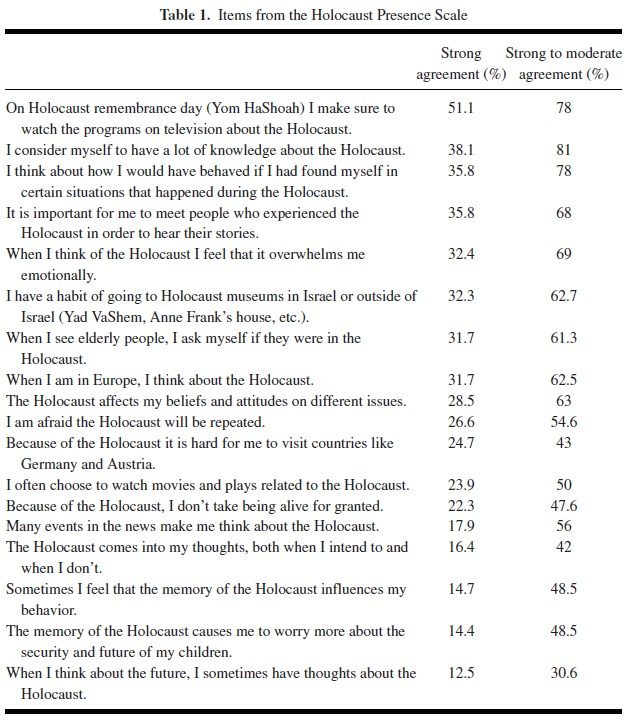 Table 1. Items from the Holocaust Presence Scale
Strong Strong to moderate
agreement (%) agreement (%)
On Holocaust remembrance day (Yom HaShoah) I make sure to 51.1 78
watch the programs on television about the Holocaust.
I consider myself to have a lot of knowledge about the Holocaust. 38.1 81
I think about how I would have behaved if I had found myself in 35.8 78
certain situations that happened during the Holocaust.
It is important for me to meet people who experienced the 35.8 68
Holocaust in order to hear their stories.
When I think of the Holocaust I feel that it overwhelms me 32.4 69
emotionally.
I have a habit of going to Holocaust museums in Israel or outside of 32.3 62.7
Israel (Yad VaShem, Anne Frank's house, etc.).
When I see elderly people, I ask myself if they were in the 31.7 61.3
Holocaust.
When I am in Europe, I think about the Holocaust. 31.7 62.5
The Holocaust affects my beliefs and attitudes on different issues. 28.5 63
I am afraid the Holocaust will be repeated. 26.6 54.6
Because of the Holocaust it is hard for me to visit countries like 24.7 43
Germany and Austria.
I often choose to watch movies and plays related to the Holocaust. 23.9 50
Because of the Holocaust, I don't take being alive for granted. 22.3 47.6
Many events in the news make me think about the Holocaust. 17.9 56
The Holocaust comes into my thoughts, both when I intend to and 16.4 42
when I don't.
Sometimes I feel that the memory of the Holocaust influences my 14.7 48.5
behavior.
The memory of the Holocaust causes me to worry more about the 14.4 48.5
security and future of my children.
When I think about the future, I sometimes have thoughts about the 12.5 30.6
Holocaust.